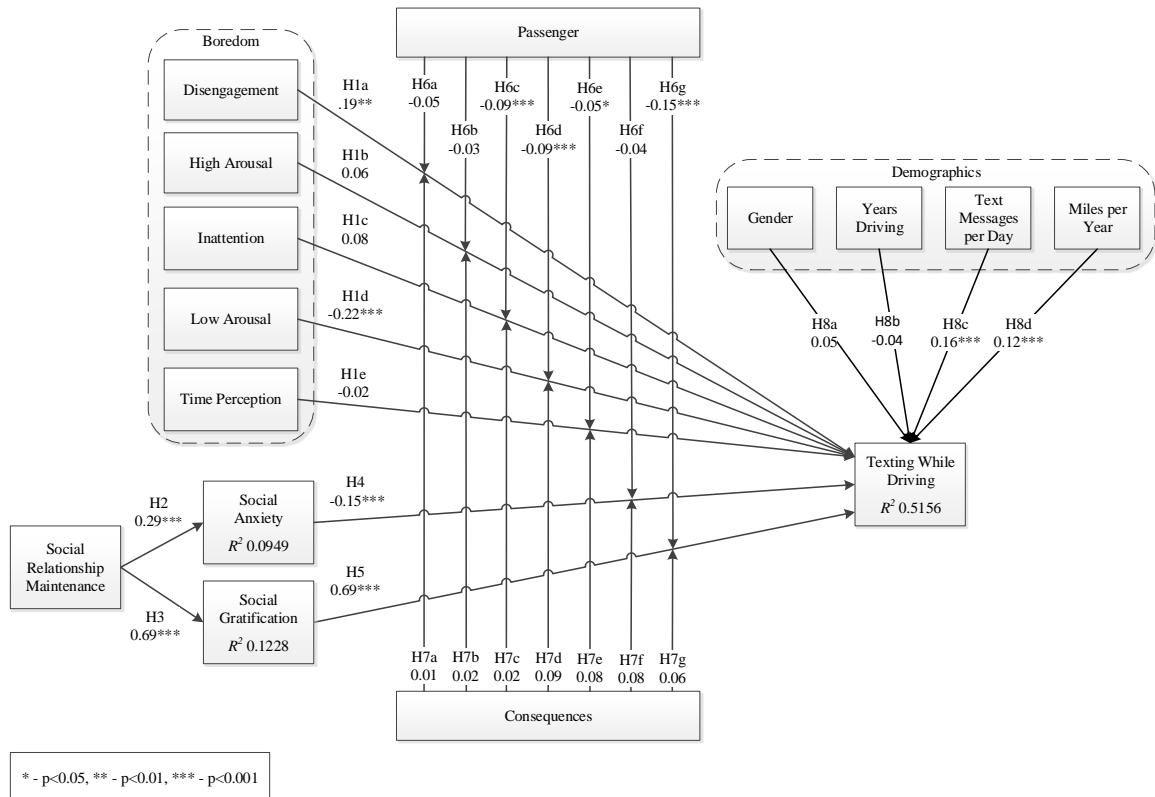 Passenger
Boredom
Disengagement
High Arousal
Inattention
Low Arousal
Time Perception
H1a
.19**
H1b
0.06
H1c
0.08
H1d
-0.22***
H1e
-0.02
H6a
-0.05
H6b
-0.03
H6c
-0.09***
H6d
-0.09***
H6e
-0.05*
H6f
-0.04
H6g
-0.15***
Demographics
Gender
Years
Driving
Text
Messages
per Day
Miles per
Year
H8a
0.05
H8b
-0.04
H8c
0.16***
H8d
0.12***
Texting While
Driving
R² 0.5156
Social
Relationship
Maintenance
H2
0.29***
H3
0.69***
Social
Anxiety
R² 0.0949
Social
Gratification
R² 0.1228
H4
-0.15***
H5
0.69***
H7a
0.01
H7b
0.02
H7c
0.02
H7d
0.09
H7e
0.08
H7f
0.08
H7g
0.06
Consequences
* - p<0.05, ** - p<0.01, *** - p<0.001